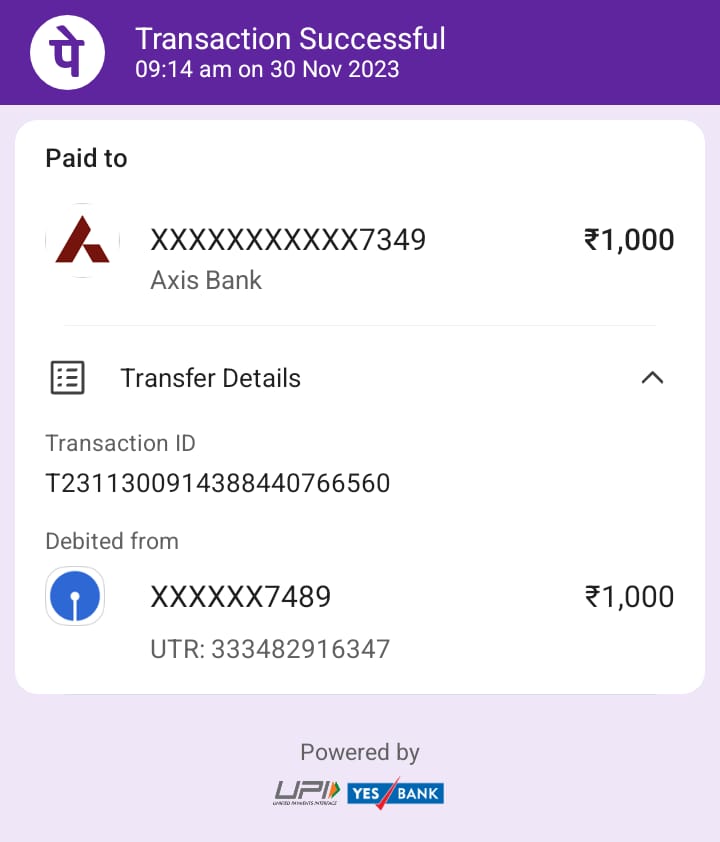 पे
Transaction Successful
09:14 am on 30 Nov 2023
Paid to
XXXXXXXXXXX7349
₹1,000
Axis Bank
Transfer Details
Transaction ID
T2311300914388440766560
Debited from
XXXXXX7489
₹1,000
UTR: 333482916347
Powered by
UPI
UNIFIED PAYMENTS INTERFACE
YES BANK